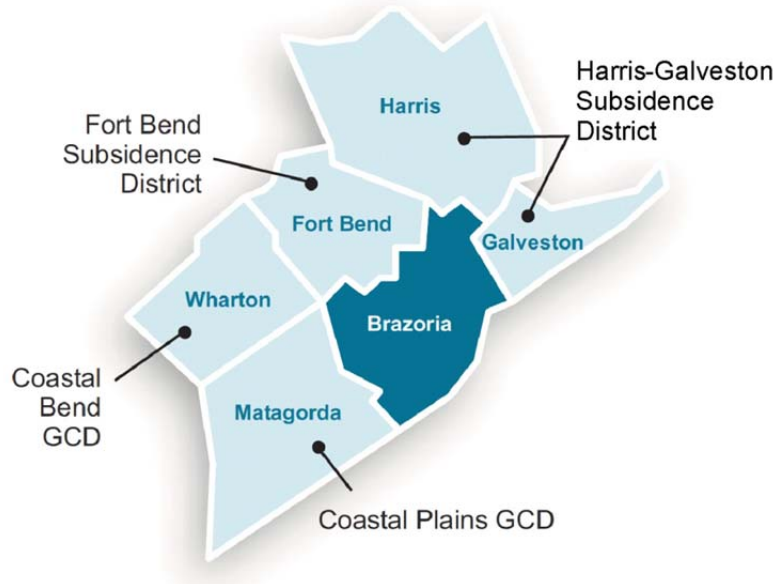 Harris
Harris-Galveston
Subsidence
District
Fort Bend
Subsidence
District
Fort Bend
Galveston
Wharton
Brazoria
Coastal
Bend
GCD
Matagorda
Coastal Plains GCD